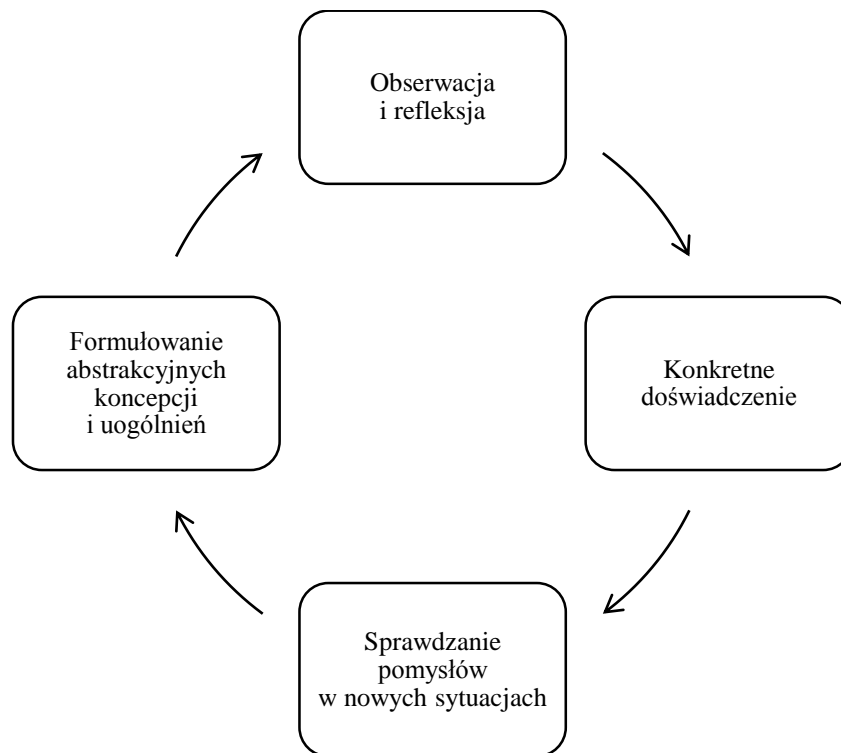 Obserwacja
i refleksja
Formułowanie
abstrakcyjnych
koncepcji
i uogólnień
Konkretne
doświadczenie
Sprawdzanie
pomysłów
w nowych sytuacjach